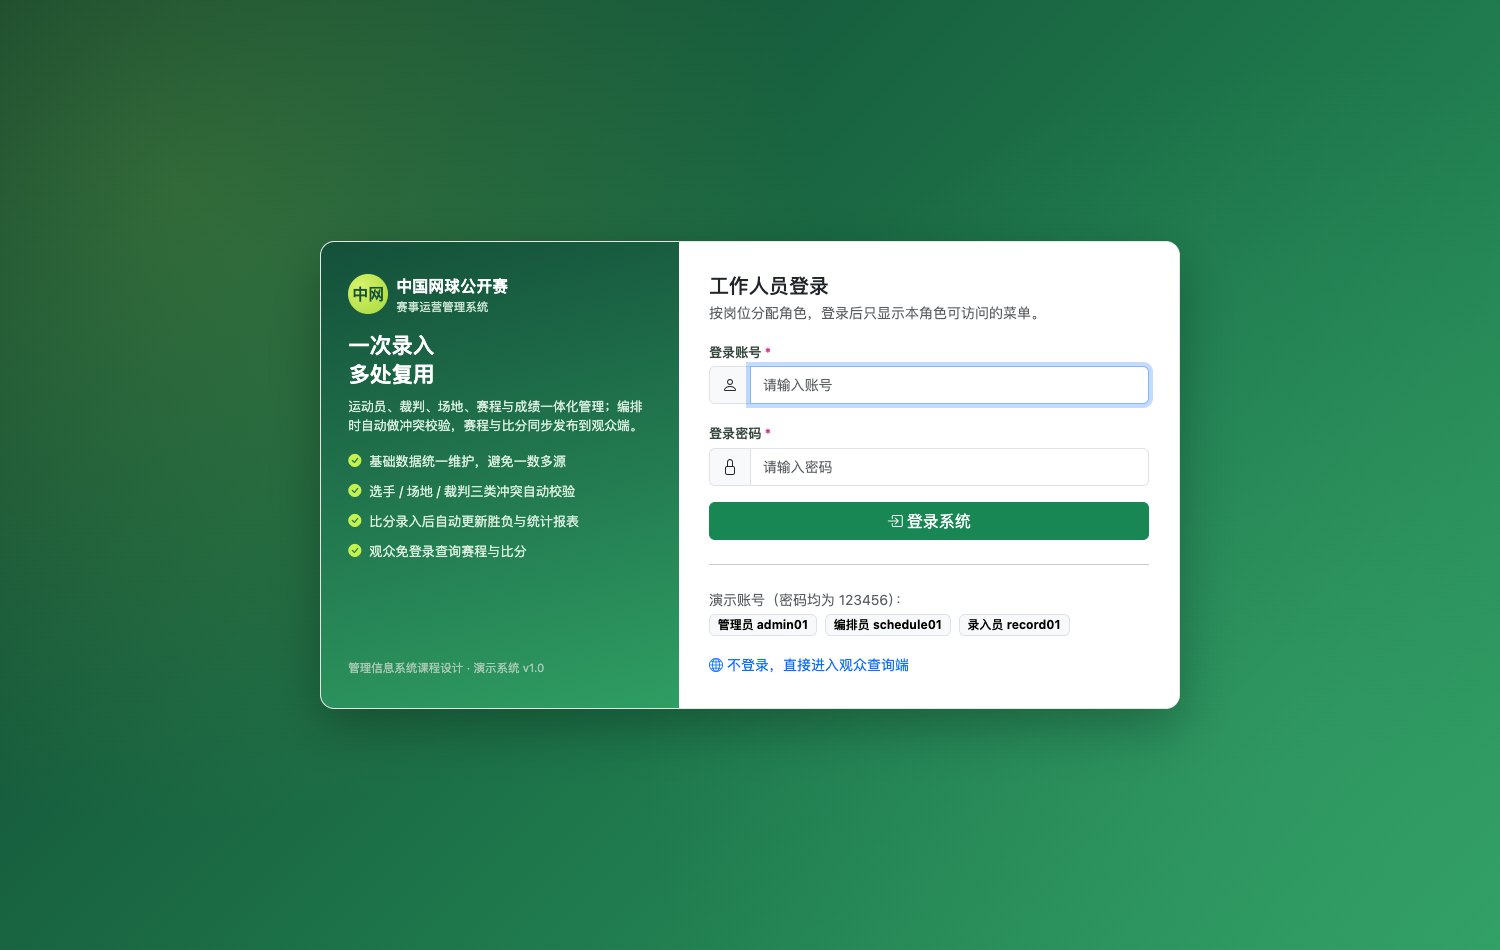 中网
中国网球公开赛
赛事运营管理系统
一次录入
多处复用
运动员、裁判、场地、赛程与成绩一体化管理；编排
时自动做冲突校验，赛程与比分同步发布到观众端。
基础数据统一维护，避免一数多源
选手 / 场地 / 裁判三类冲突自动校验
比分录入后自动更新胜负与统计报表
观众免登录查询赛程与比分
管理信息系统课程设计 · 演示系统 v1.0
工作人员登录
按岗位分配角色，登录后只显示本角色可访问的菜单。
登录账号 *
请输入账号
登录密码 *
请输入密码
登录系统
演示账号（密码均为 123456）：
管理员 admin01 编排员 schedule01 录入员 record01
不登录，直接进入观众查询端